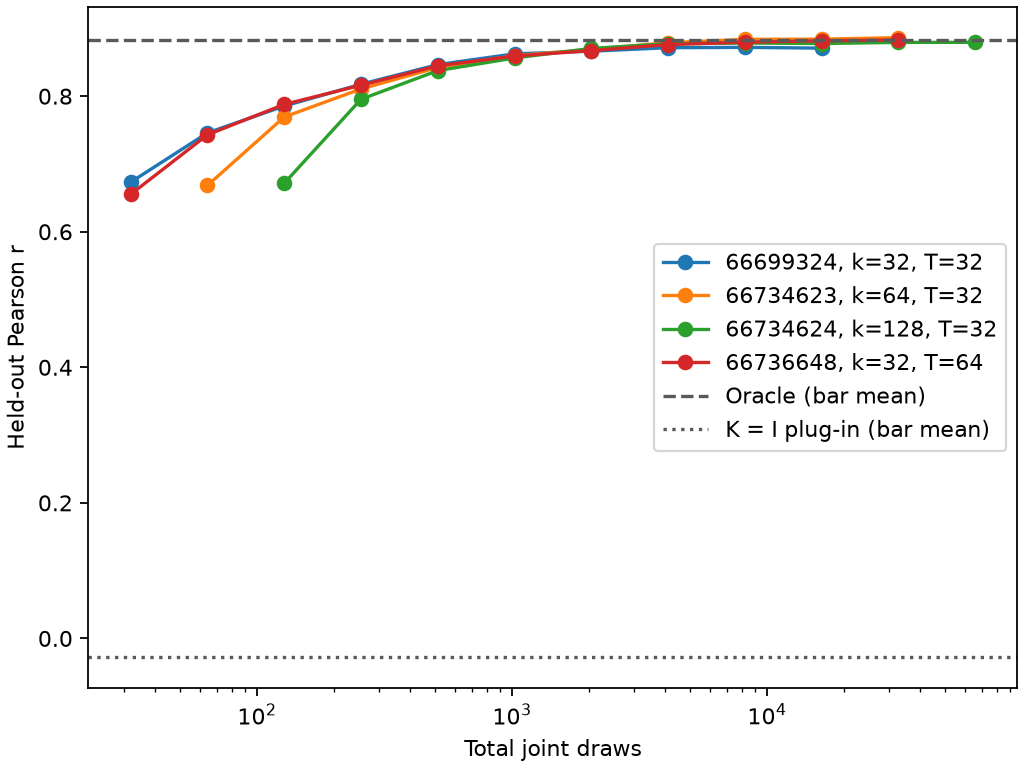 0.8
0.6
0.4
0.2
0.0
Held-out Pearson r
66699324, k=32, T=32
66734623, k=64, T=32
66734624, k=128, T=32
66736648, k=32, T=64
Oracle (bar mean)
K = I plug-in (bar mean)
10²
10³
10⁴
Total joint draws